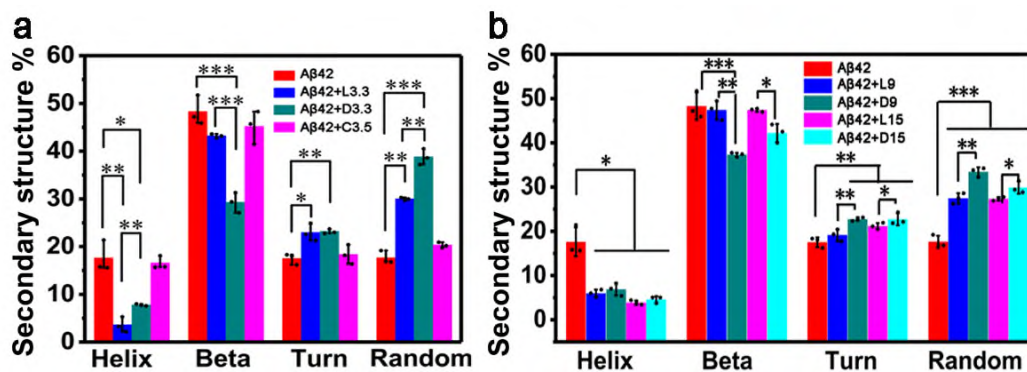 a
Secondary structure %
60
50
40
30
20
10
0
Aβ42
Aβ42+L3.3
Aβ42+D3.3
Aβ42+C3.5
*
**
**
***
***
*
**
**
***
**
Helix Beta Turn Random
b
Secondary structure %
60
50
40
30
20
10
0
Aβ42
Aβ42+L9
Aβ42+D9
Aβ42+L15
Aβ42+D15
*
***
**
*
**
**
*
***
**
*
Helix Beta Turn Random